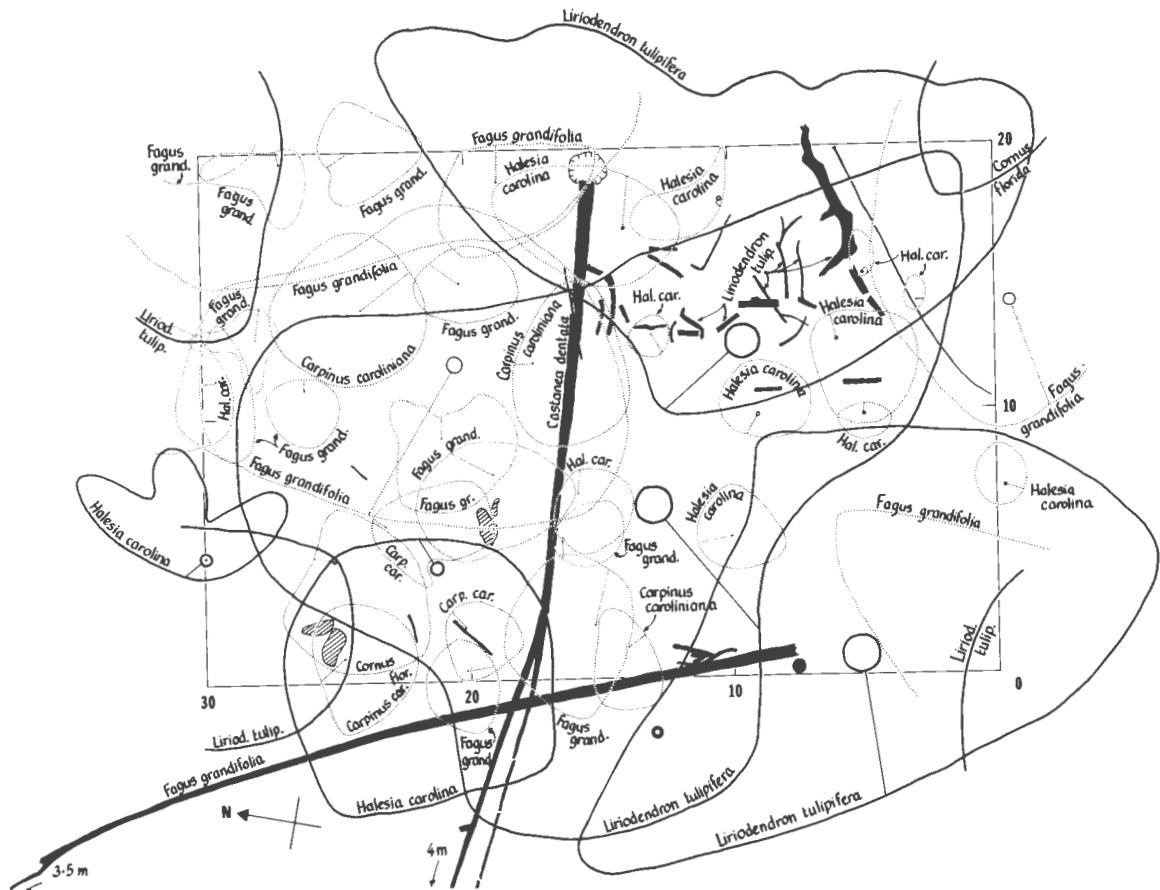 Liriodendron tulipifera
Fagus grandifolia
20
Fagus
grand.
Halesia
carolina
Halesia
carolina
Cornus
florida
Fagus
grand.
Fagus grand.
Liriodendron
tulip.
Hal. car.
Fagus grandifolia
Fagus
grand.
Hal. car.
Halesia
carolina
Liriod.
tulip.
Fagus grand.
Carpinus
caroliniana
Castanea dentata
Carpinus caroliniana
Halesia carolina
Fagus.
grandifolia
Hal. car.
10
Fagus grand.
Fagus grand.
Hal. car.
Hal. car.
Fagus grandifolia
Fagus gr.
Halesia
carolina
Halesia
carolina
Fagus grandifolia
Halesia carolina
Carp.
car.
Fagus
grand.
Carp. car.
Carpinus
caroliniana
Liriod.
tulip.
Cornus
flor.
Carpinus car.
30
20
10
0
Liriod. tulip.
Fagus
grand.
Fagus
grand.
Fagus grandifolia
Halesia carolina
Liriodendron tulipifera
Liriodendron tulipifera
N
4m
3.5 m